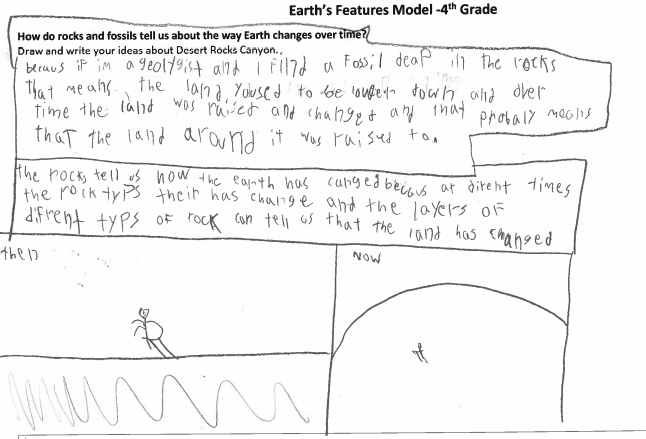 Earth's Features Model -4th Grade
How do rocks and fossils tell us about the way Earth changes over time?
Draw and write your ideas about Desert Rocks Canyon.,
becaus if im a geolygist and I Filnd a Fossil deap in the rocks
that means the land yoused to be lower down and over
time the land was raised and changed and that probaly means
that the land around it was raised to.
the rocks tell us how the earth has canged becaus at dirent times
the rock typs their has change and the layers of
difrent typs of rock can tell us that the land has changed
then
NOW